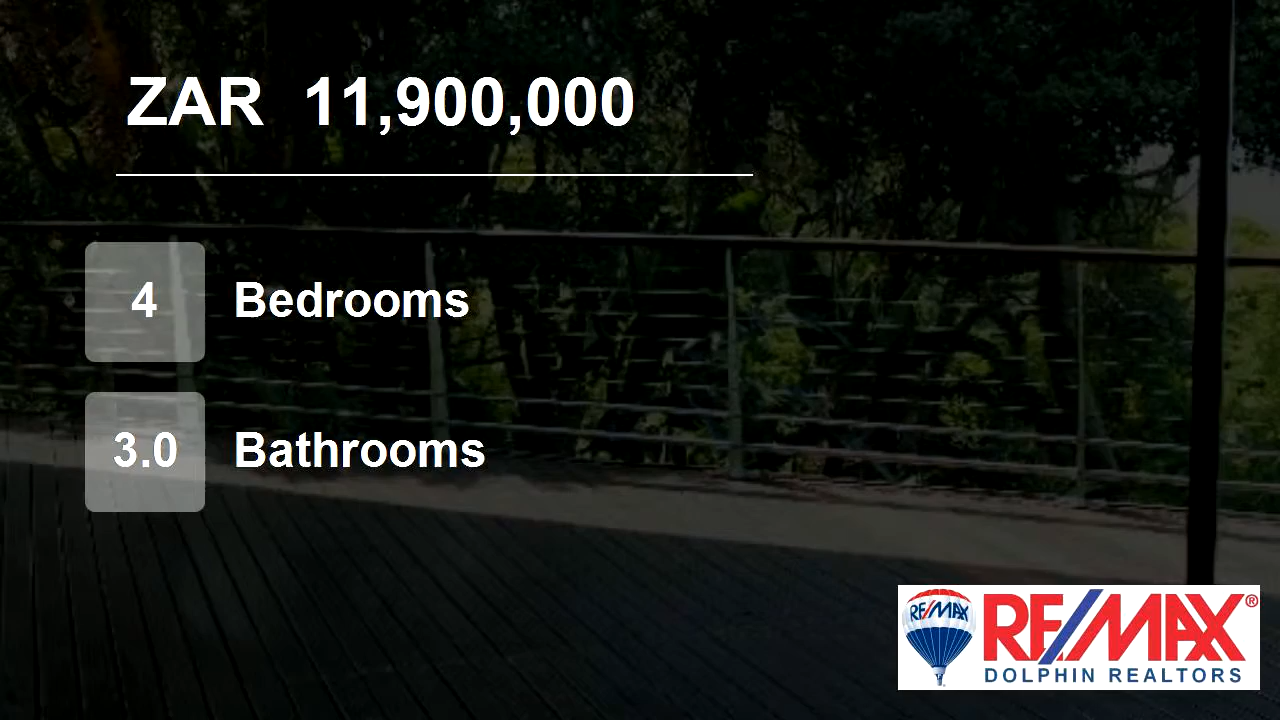 ZAR 11,900,000
4 Bedrooms
3.0 Bathrooms
RE/MAX
RE/MAX®
DOLPHIN REALTORS